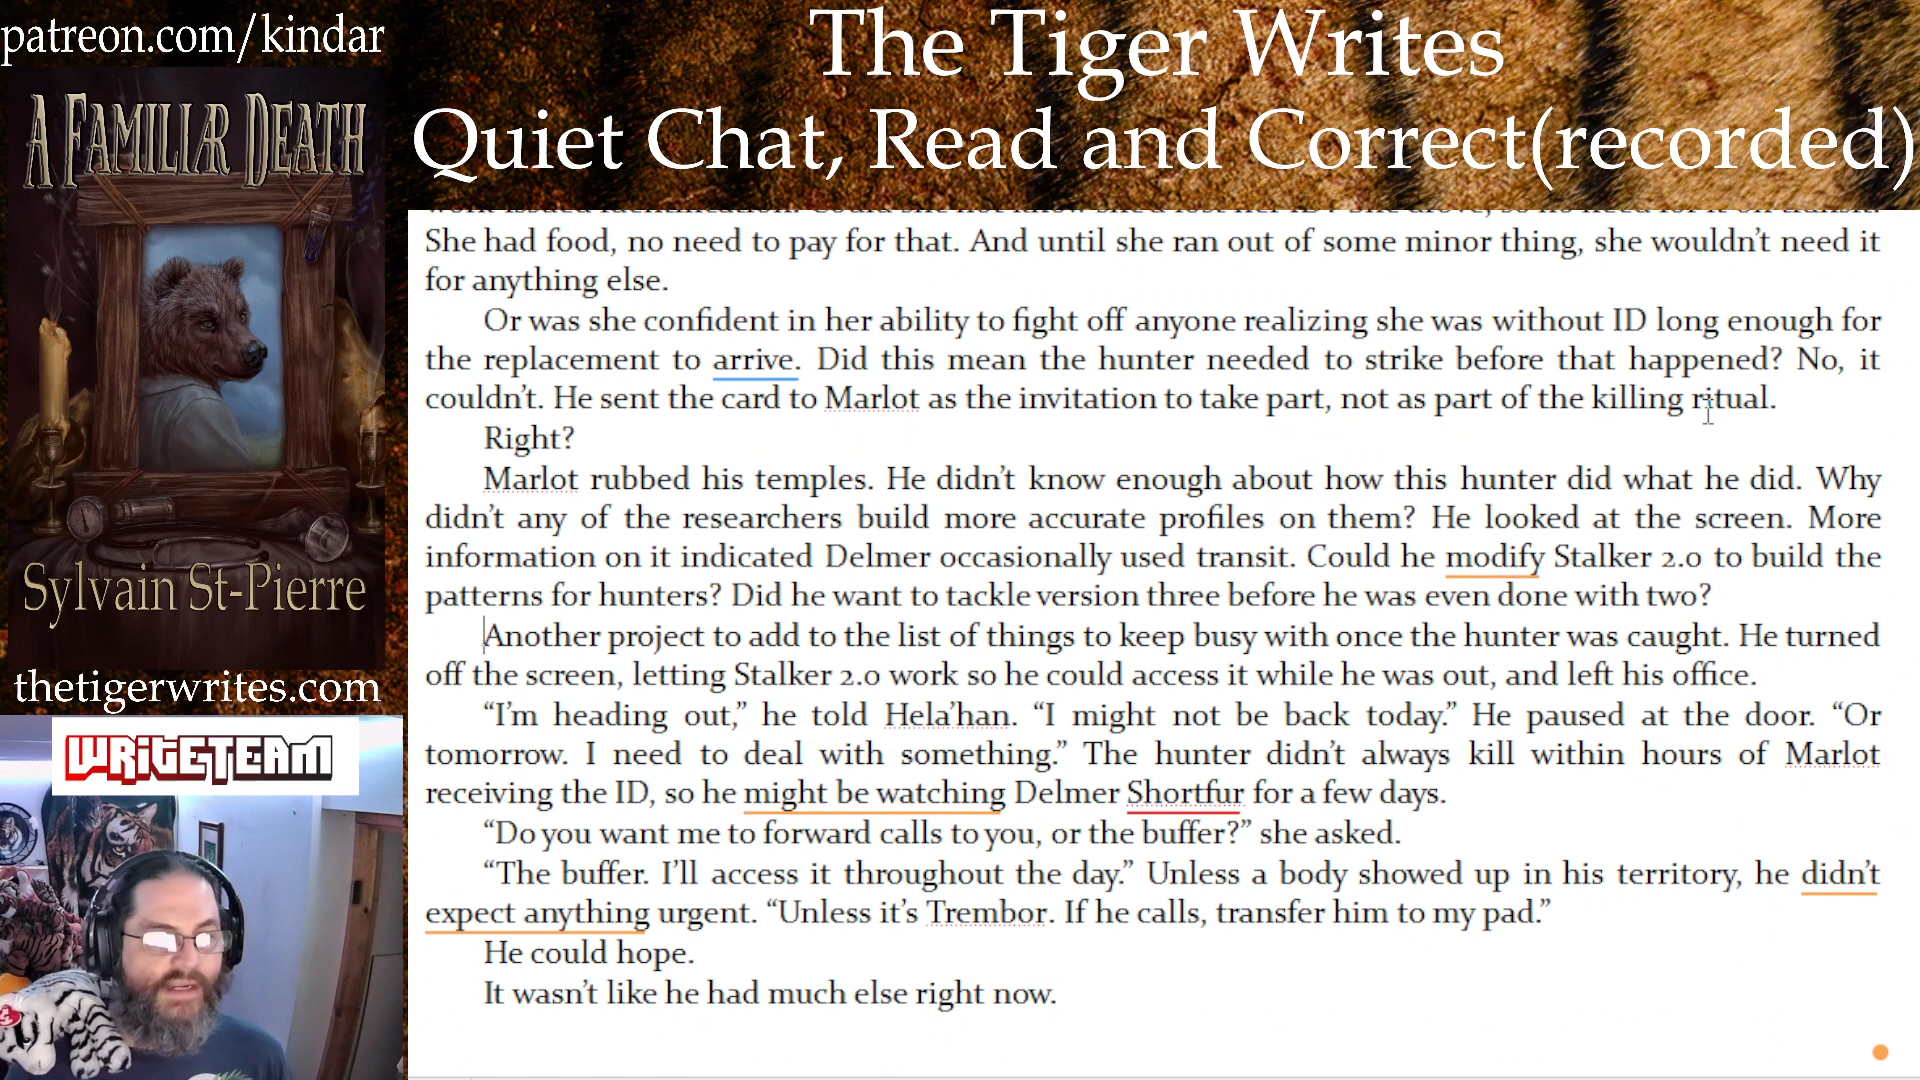 patreon.com/kindar
The Tiger Writes
Quiet Chat, Read and Correct(recorded)
A FAMILIAR DEATH
Sylvain St-Pierre
thetigerwrites.com
WRITETEAM
She had food, no need to pay for that. And until she ran out of some minor thing, she wouldn’t need it
for anything else.
Or was she confident in her ability to fight off anyone realizing she was without ID long enough for
the replacement to arrive. Did this mean the hunter needed to strike before that happened? No, it
couldn’t. He sent the card to Marlot as the invitation to take part, not as part of the killing ritual.
Right?
Marlot rubbed his temples. He didn’t know enough about how this hunter did what he did. Why
didn’t any of the researchers build more accurate profiles on them? He looked at the screen. More
information on it indicated Delmer occasionally used transit. Could he modify Stalker 2.0 to build the
patterns for hunters? Did he want to tackle version three before he was even done with two?
Another project to add to the list of things to keep busy with once the hunter was caught. He turned
off the screen, letting Stalker 2.0 work so he could access it while he was out, and left his office.
“I’m heading out,” he told Hela’han. “I might not be back today.” He paused at the door. “Or
tomorrow. I need to deal with something.” The hunter didn’t always kill within hours of Marlot
receiving the ID, so he might be watching Delmer Shortfur for a few days.
“Do you want me to forward calls to you, or the buffer?” she asked.
“The buffer. I’ll access it throughout the day.” Unless a body showed up in his territory, he didn’t
expect anything urgent. “Unless it’s Trembor. If he calls, transfer him to my pad.”
He could hope.
It wasn’t like he had much else right now.